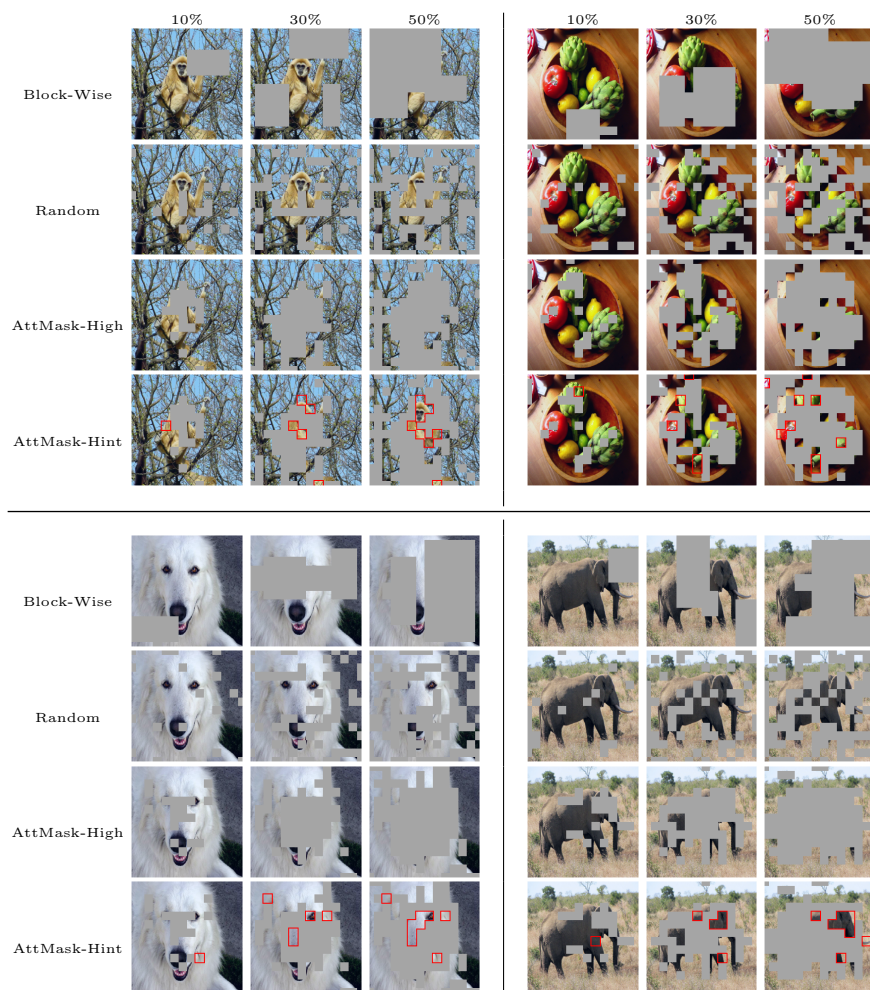 10% 30% 50% 10% 30% 50%
Block-Wise
Random
AttMask-High
AttMask-Hint
Block-Wise
Random
AttMask-High
AttMask-Hint